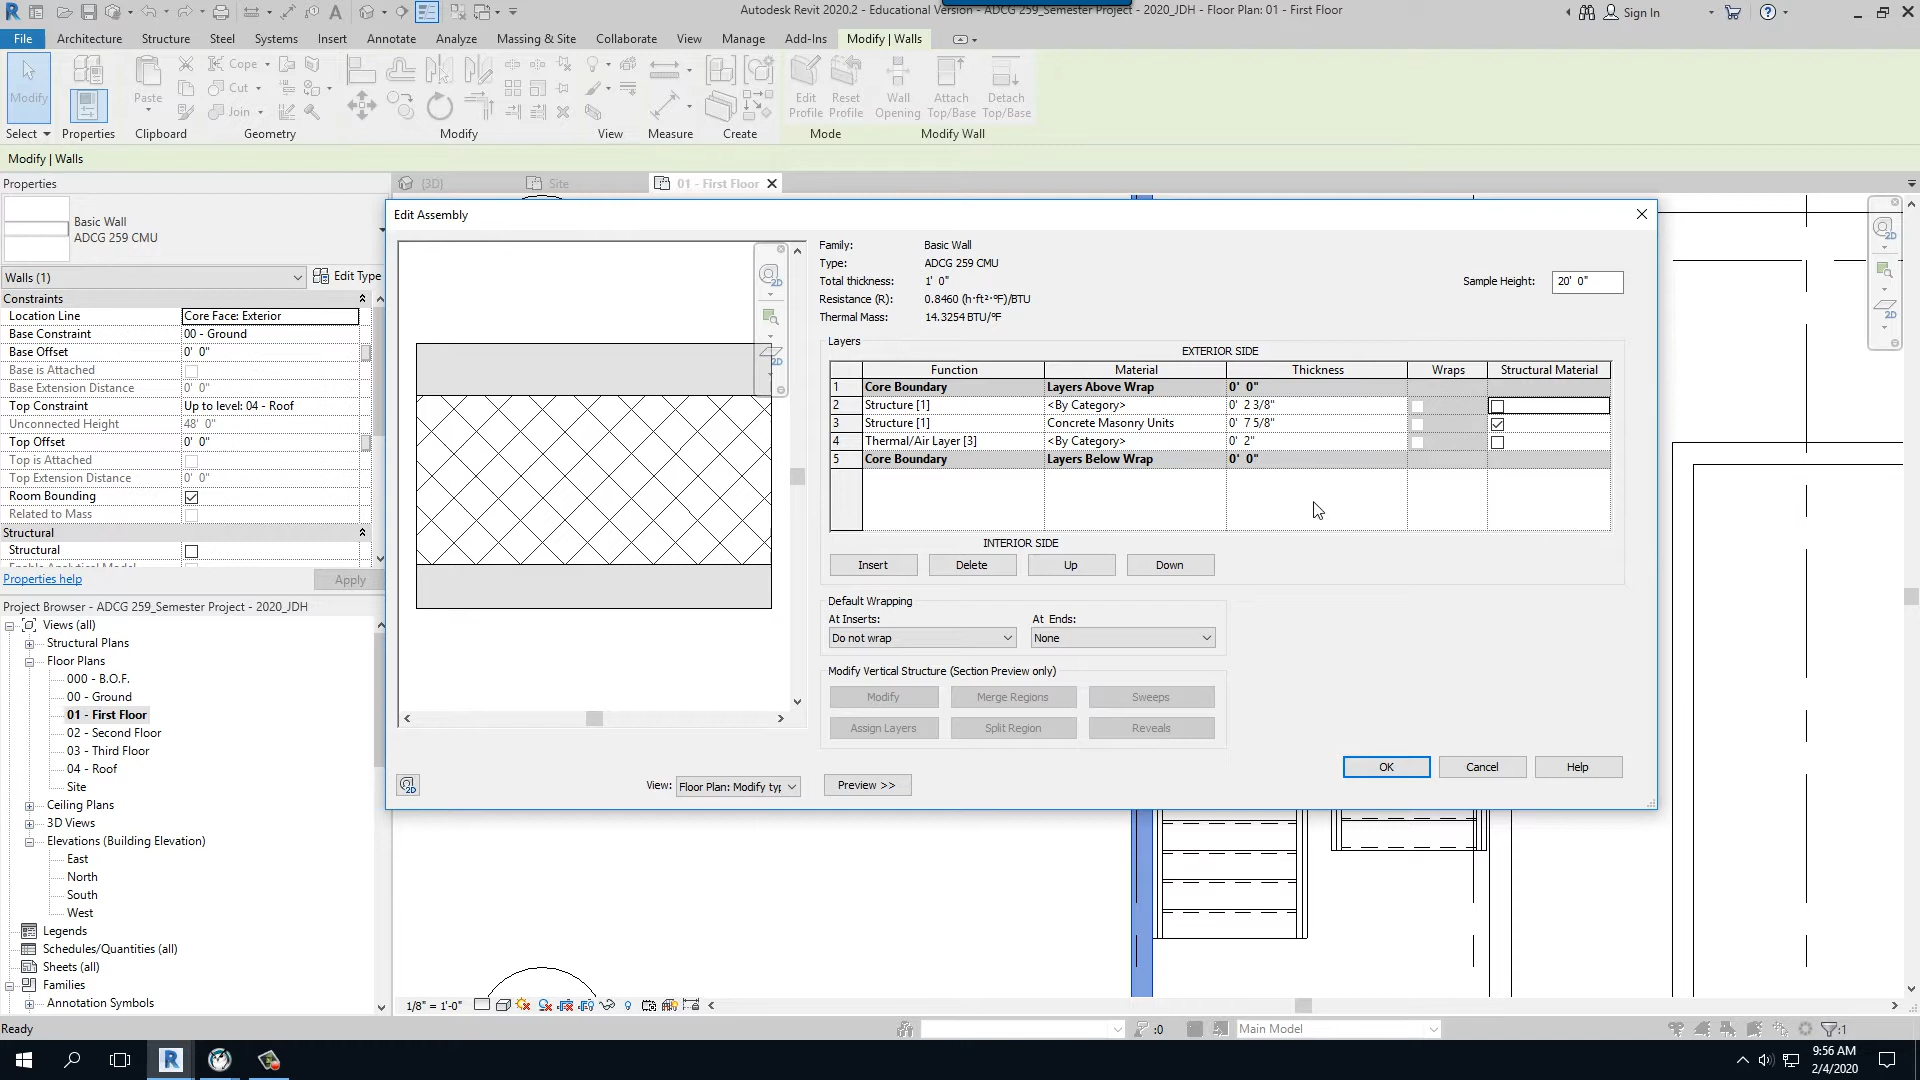 Autodesk Revit 2020.2 - Educational Version - ADCG 259_Semester Project - 2020_JDH - Floor Plan: 01 - First Floor
Sign In
File Architecture Structure Steel Systems Insert Annotate Analyze Massing & Site Collaborate View Manage Add-Ins Modify | Walls
Cope
Cut
Join
Modify
Paste
Edit Profile
Reset Profile
Wall Opening
Attach Top/Base
Detach Top/Base
Select Properties Clipboard Geometry Modify View Measure Create Mode Modify Wall
Modify | Walls
Properties
{3D} Site 01 - First Floor
Basic Wall
ADCG 259 CMU
Walls (1) Edit Type
Constraints
Location Line Core Face: Exterior
Base Constraint 00 - Ground
Base Offset 0' 0"
Base is Attached
Base Extension Distance 0' 0"
Top Constraint Up to level: 04 - Roof
Unconnected Height 48' 0"
Top Offset 0' 0"
Top is Attached
Top Extension Distance 0' 0"
Room Bounding
Related to Mass
Structural
Structural
Enable Analytical Model
Properties help Apply
Project Browser - ADCG 259_Semester Project - 2020_JDH
Views (all)
Structural Plans
Floor Plans
000 - B.O.F.
00 - Ground
01 - First Floor
02 - Second Floor
03 - Third Floor
04 - Roof
Site
Ceiling Plans
3D Views
Elevations (Building Elevation)
East
North
South
West
Legends
Schedules/Quantities (all)
Sheets (all)
Families
Annotation Symbols
Edit Assembly
2D
2D
Family: Basic Wall
Type: ADCG 259 CMU
Total thickness: 1' 0"
Resistance (R): 0.8460 (h·ft²·°F)/BTU
Thermal Mass: 14.3254 BTU/°F
Sample Height: 20' 0"
Layers
EXTERIOR SIDE
Function Material Thickness Wraps Structural Material
1 Core Boundary Layers Above Wrap 0' 0"
2 Structure [1] <By Category> 0' 2 3/8"
3 Structure [1] Concrete Masonry Units 0' 7 5/8"
4 Thermal/Air Layer [3] <By Category> 0' 2"
5 Core Boundary Layers Below Wrap 0' 0"
INTERIOR SIDE
Insert Delete Up Down
Default Wrapping
At Inserts: At Ends:
Do not wrap None
Modify Vertical Structure (Section Preview only)
Modify Merge Regions Sweeps
Assign Layers Split Region Reveals
OK Cancel Help
2D
View: Floor Plan: Modify typ Preview >>
2D
2D
1/8" = 1'-0"
Ready
:0
Main Model
:1
9:56 AM
2/4/2020